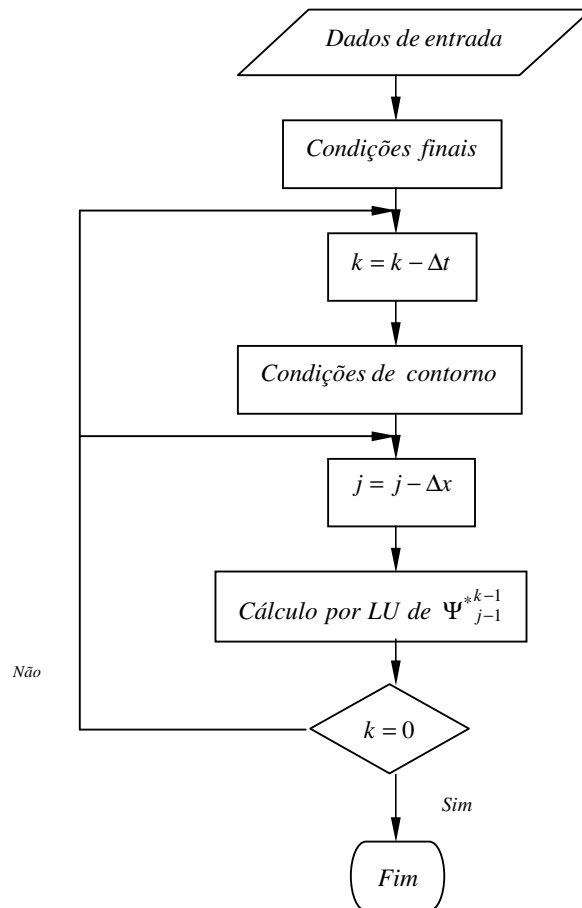 Dados de entrada
Condições finais
k = k − Δt
Condições de contorno
j = j − Δx
Cálculo por LU de Ψ*^{k−1}_{j−1}
Não
k = 0
Sim
Fim